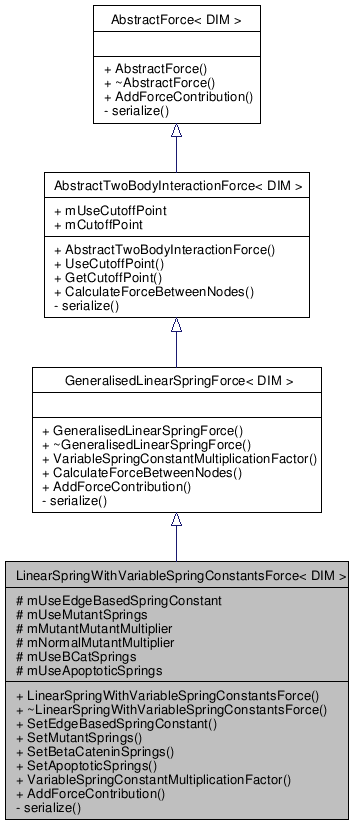 AbstractForce< DIM >
+ AbstractForce()
+ ~AbstractForce()
+ AddForceContribution()
- serialize()
AbstractTwoBodyInteractionForce< DIM >
+ mUseCutoffPoint
+ mCutoffPoint
+ AbstractTwoBodyInteractionForce()
+ UseCutoffPoint()
+ GetCutoffPoint()
+ CalculateForceBetweenNodes()
- serialize()
GeneralisedLinearSpringForce< DIM >
+ GeneralisedLinearSpringForce()
+ ~GeneralisedLinearSpringForce()
+ VariableSpringConstantMultiplicationFactor()
+ CalculateForceBetweenNodes()
+ AddForceContribution()
- serialize()
LinearSpringWithVariableSpringConstantsForce< DIM >
# mUseEdgeBasedSpringConstant
# mUseMutantSprings
# mMutantMutantMultiplier
# mNormalMutantMultiplier
# mUseBCatSprings
# mUseApoptoticSprings
+ LinearSpringWithVariableSpringConstantsForce()
+ ~LinearSpringWithVariableSpringConstantsForce()
+ SetEdgeBasedSpringConstant()
+ SetMutantSprings()
+ SetBetaCateninSprings()
+ SetApoptoticSprings()
+ VariableSpringConstantMultiplicationFactor()
+ AddForceContribution()
- serialize()